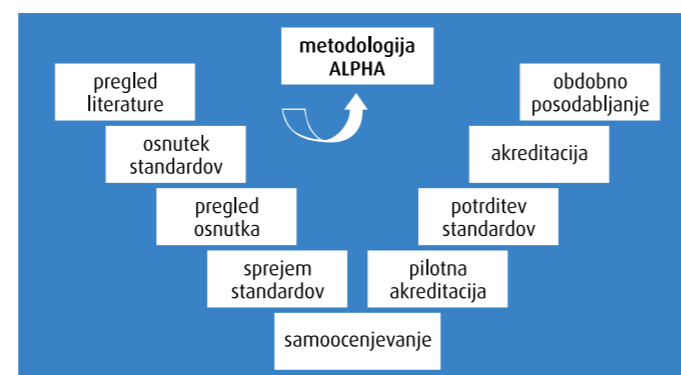 metodologija
ALPHA
pregled
literature
osnutek
standardov
pregled
osnutka
sprejem
standardov
samoocenjevanje
pilotna
akreditacija
potrditev
standardov
akreditacija
obdobno
posodabljanje